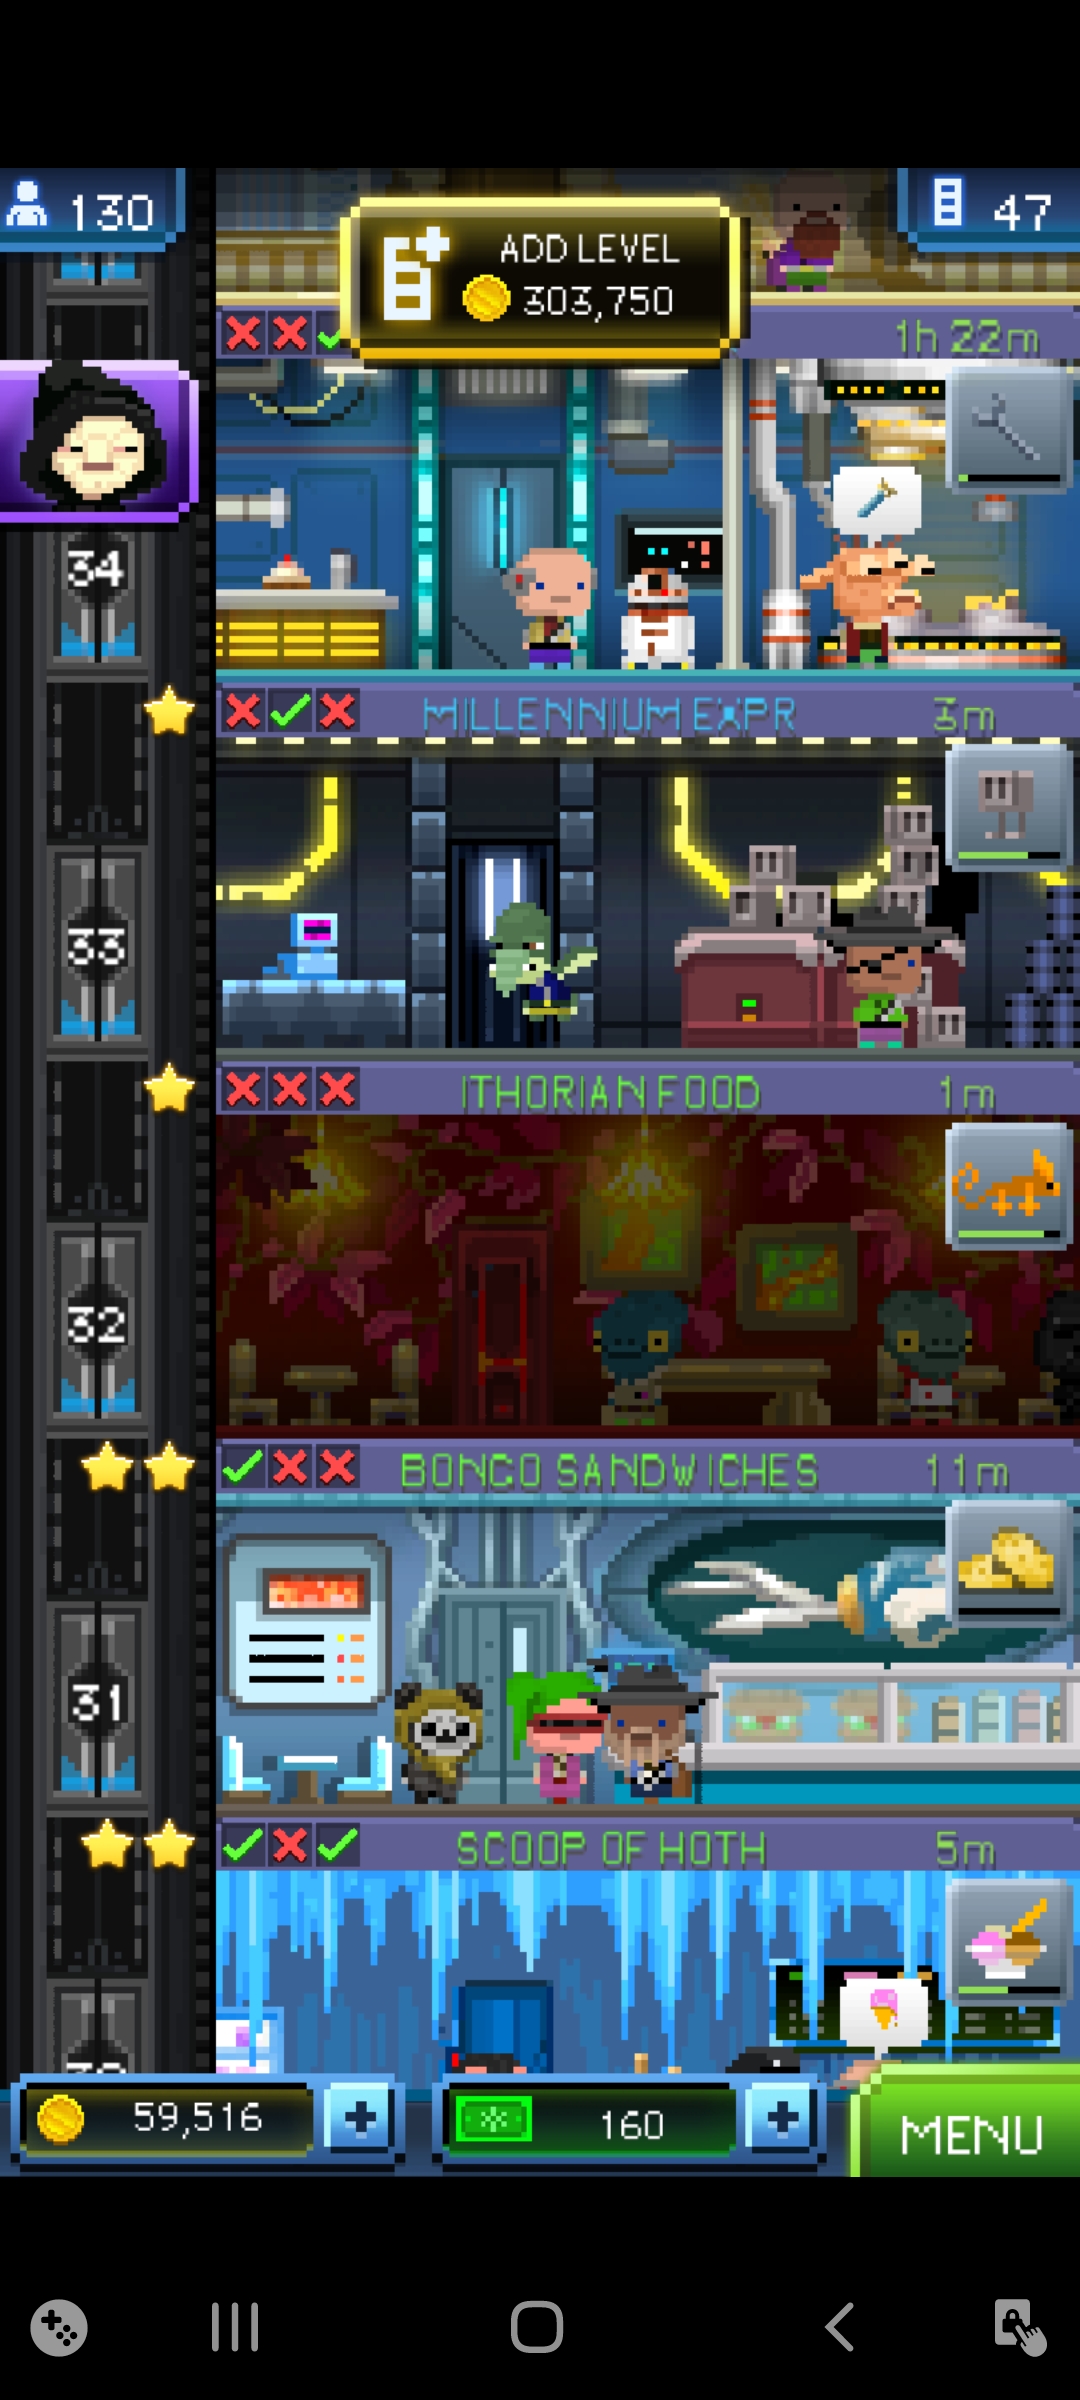 130
ADD LEVEL
303,750
47
1h 22m
34
MILLENNIUM EXPR
3m
33
ITHORIAN FOOD
1m
32
BONGO SANDWICHES
11m
31
SCOOP OF HOTH
5m
59,516
160
MENU